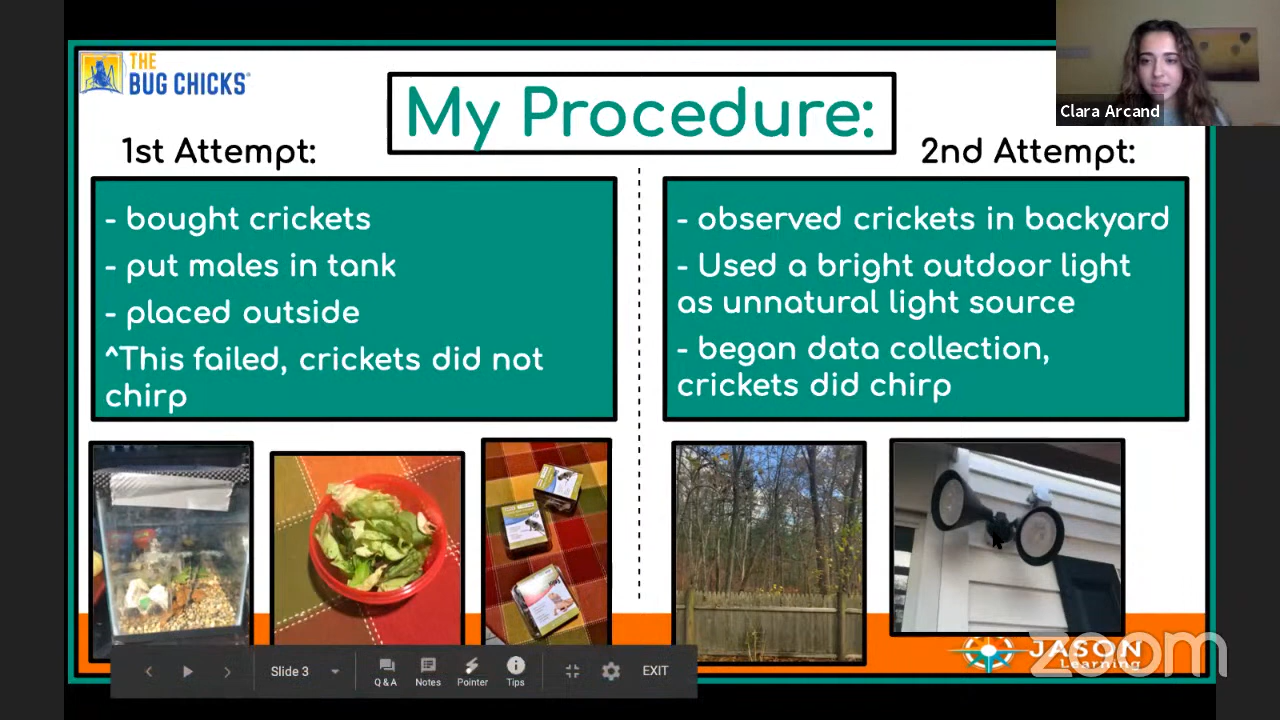 THE
BUG CHICKS®
My Procedure:
Clara Arcand
1st Attempt:
2nd Attempt:
- bought crickets
- put males in tank
- placed outside
^This failed, crickets did not
chirp
- observed crickets in backyard
- Used a bright outdoor light
as unnatural light source
- began data collection,
crickets did chirp
JASON
Learning
zoom
Slide 3
Q & A
Notes
Pointer
Tips
EXIT